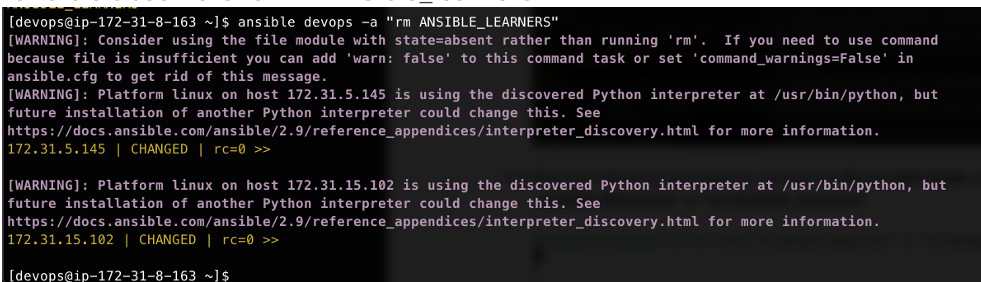 [devops@ip-172-31-8-163 ~]$ ansible devops -a "rm ANSIBLE_LEARNERS"
[WARNING]: Consider using the file module with state=absent rather than running 'rm'.  If you need to use command
because file is insufficient you can add 'warn: false' to this command task or set 'command_warnings=False' in
ansible.cfg to get rid of this message.
[WARNING]: Platform linux on host 172.31.5.145 is using the discovered Python interpreter at /usr/bin/python, but
future installation of another Python interpreter could change this. See
https://docs.ansible.com/ansible/2.9/reference_appendices/interpreter_discovery.html for more information.
172.31.5.145 | CHANGED | rc=0 >>
[WARNING]: Platform linux on host 172.31.15.102 is using the discovered Python interpreter at /usr/bin/python, but
future installation of another Python interpreter could change this. See
https://docs.ansible.com/ansible/2.9/reference_appendices/interpreter_discovery.html for more information.
172.31.15.102 | CHANGED | rc=0 >>
[devops@ip-172-31-8-163 ~]$